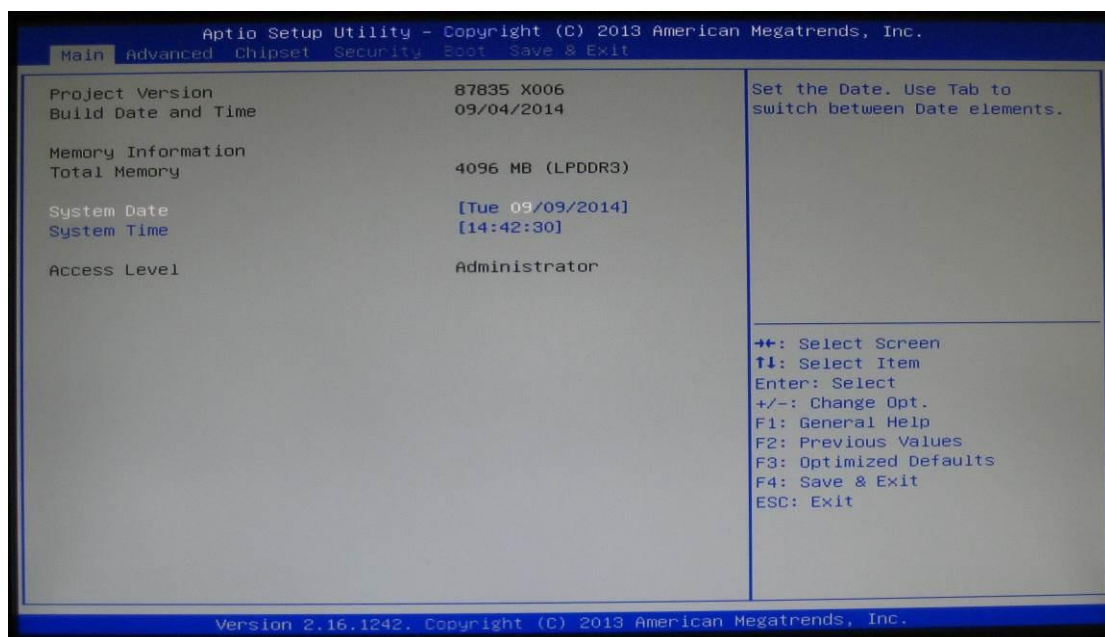 Aptio Setup Utility - Copyright (C) 2013 American Megatrends, Inc.
Main Advanced Chipset Security Boot Save & Exit
Project Version 87835 X006
Build Date and Time 09/04/2014
Memory Information
Total Memory 4096 MB (LPDDR3)
System Date [Tue 09/09/2014]
System Time [14:42:30]
Access Level Administrator
Set the Date. Use Tab to
switch between Date elements.
→←: Select Screen
↑↓: Select Item
Enter: Select
+/-: Change Opt.
F1: General Help
F2: Previous Values
F3: Optimized Defaults
F4: Save & Exit
ESC: Exit
Version 2.16.1242. Copyright (C) 2013 American Megatrends, Inc.